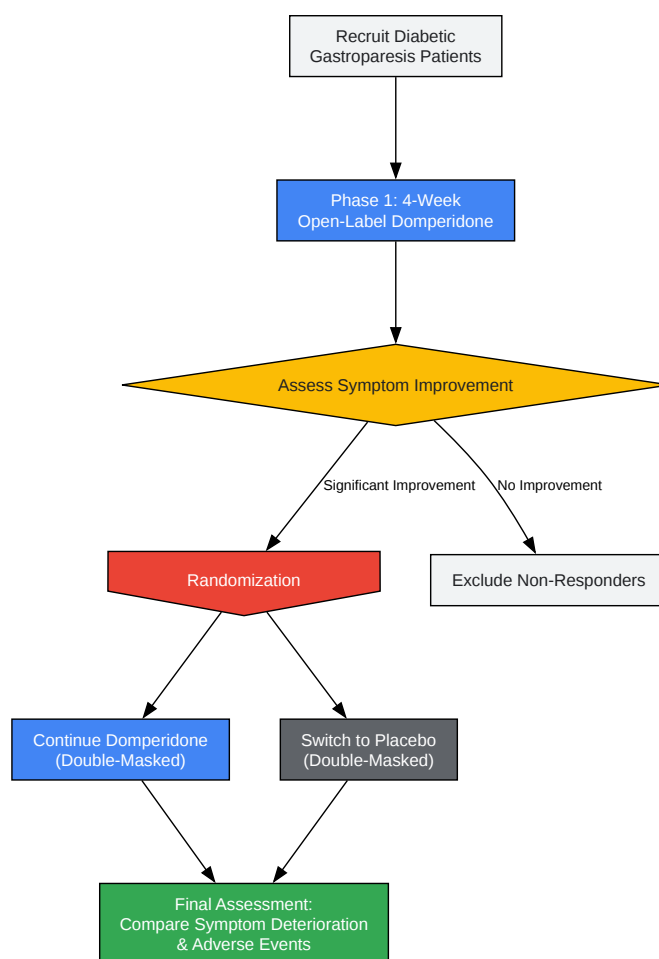 Recruit Diabetic
Gastroparesis Patients
Phase 1: 4-Week
Open-Label Domperidone
Assess Symptom Improvement
Significant Improvement
No Improvement
Randomization
Exclude Non-Responders
Continue Domperidone
(Double-Masked)
Switch to Placebo
(Double-Masked)
Final Assessment:
Compare Symptom Deterioration
& Adverse Events